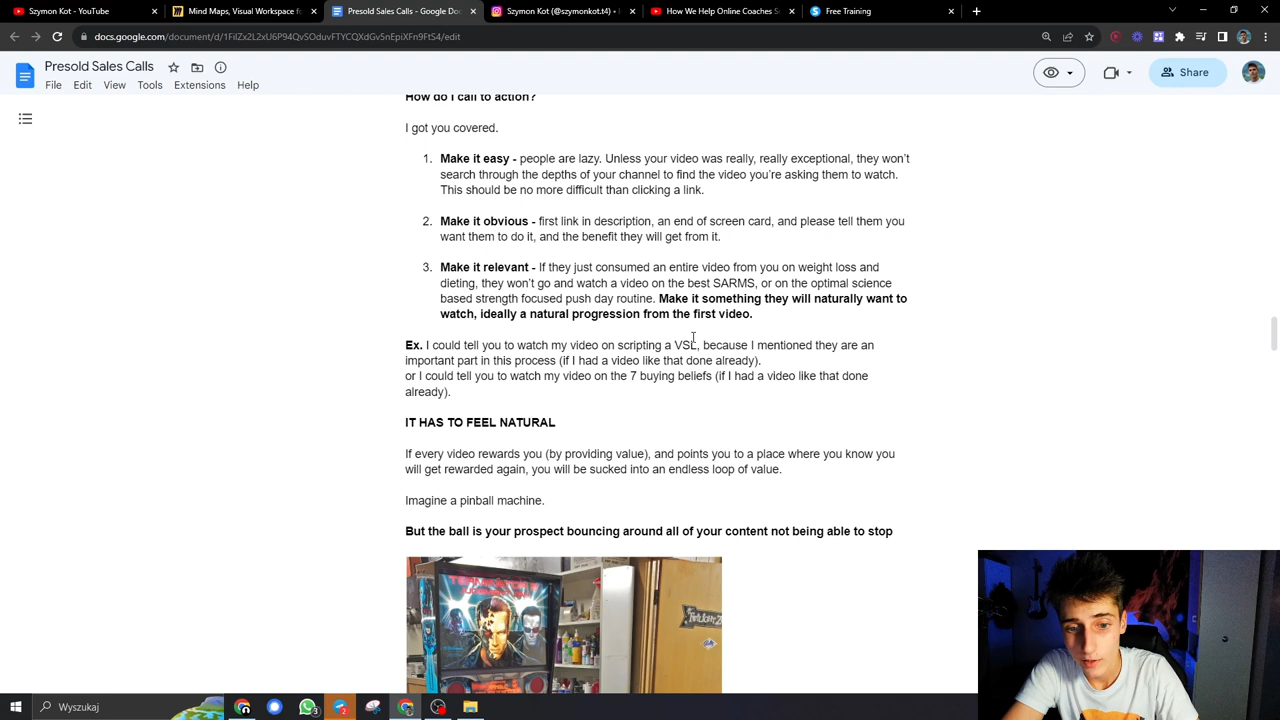 Szymon Kot - YouTube
Mind Maps, Visual Workspace fo
Presold Sales Calls - Google Doc
Szymon Kot (@szymonkot.t4) •
How We Help Online Coaches S
Free Training
docs.google.com/document/d/1FilZx2L2xU6P94QvSOduvFTYCQXdGv5nEpiXFn9FtS4/edit
Presold Sales Calls
File Edit View Tools Extensions Help
Share
How do I call to action?
I got you covered.
1. Make it easy - people are lazy. Unless your video was really, really exceptional, they won't
search through the depths of your channel to find the video you're asking them to watch.
This should be no more difficult than clicking a link.
2. Make it obvious - first link in description, an end of screen card, and please tell them you
want them to do it, and the benefit they will get from it.
3. Make it relevant - If they just consumed an entire video from you on weight loss and
dieting, they won't go and watch a video on the best SARMS, or on the optimal science
based strength focused push day routine. Make it something they will naturally want to
watch, ideally a natural progression from the first video.
Ex. I could tell you to watch my video on scripting a VSL, because I mentioned they are an
important part in this process (if I had a video like that done already).
or I could tell you to watch my video on the 7 buying beliefs (if I had a video like that done
already).
IT HAS TO FEEL NATURAL
If every video rewards you (by providing value), and points you to a place where you know you
will get rewarded again, you will be sucked into an endless loop of value.
Imagine a pinball machine.
But the ball is your prospect bouncing around all of your content not being able to stop
Wyszukaj